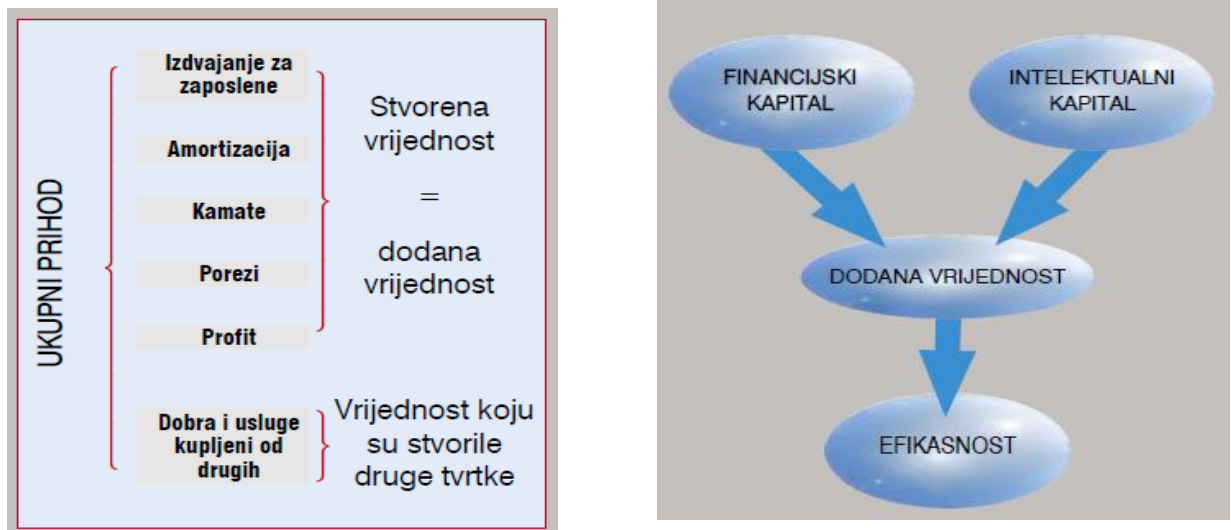 UKUPNI PRIHOD
Izdvajanje za
zaposlene
Amortizacija
Kamate
Porezi
Profit
Dobra i usluge
kupljeni od
drugih
Stvorena
vrijednost
=
dodana
vrijednost
Vrijednost koju
su stvorile
druge tvrtke
FINANCIJSKI
KAPITAL
INTELEKTUALNI
KAPITAL
DODANA VRIJEDNOST
EFIKASNOST